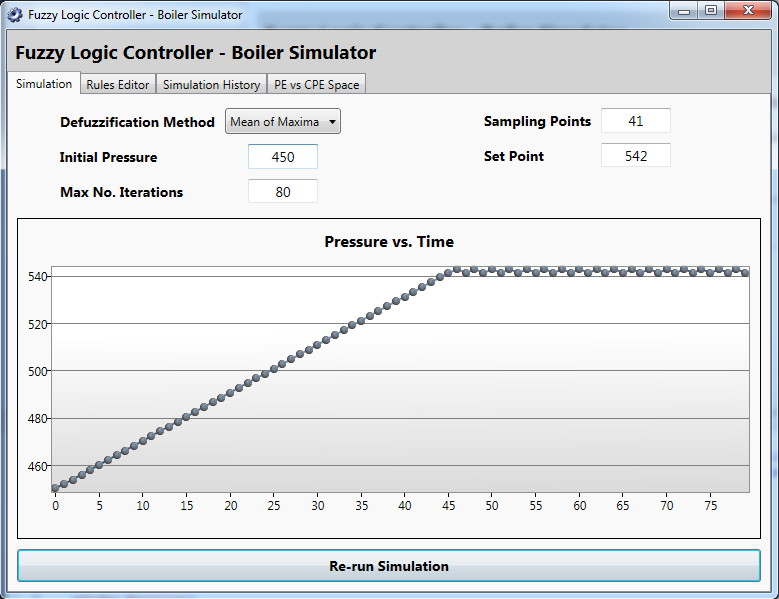 Fuzzy Logic Controller - Boiler Simulator
Fuzzy Logic Controller - Boiler Simulator
Simulation Rules Editor Simulation History PE vs CPE Space
Defuzzification Method Mean of Maxima Sampling Points 41
Initial Pressure 450 Set Point 542
Max No. Iterations 80
Pressure vs. Time
540
520
500
480
460
0 5 10 15 20 25 30 35 40 45 50 55 60 65 70 75
Re-run Simulation